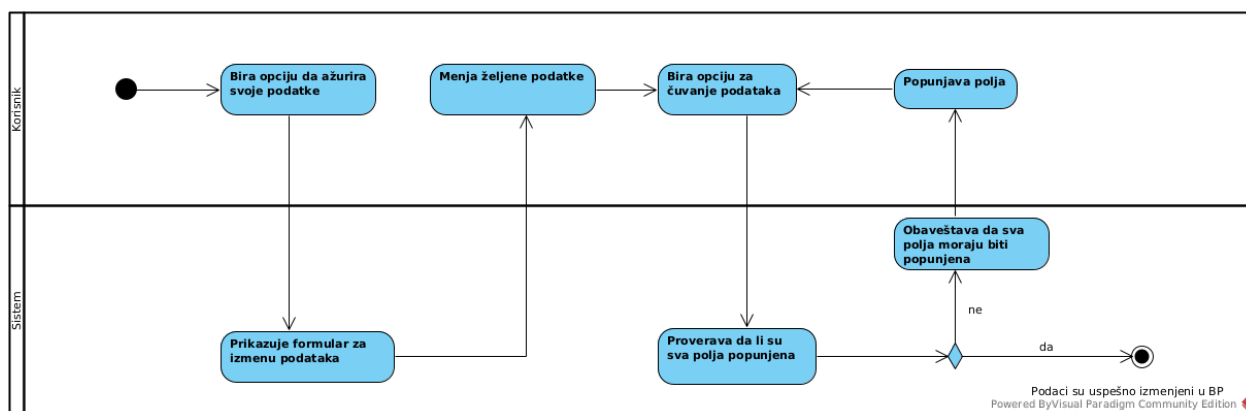 Korisnik
Bira opciju da ažurira
svoje podatke
Menja željene podatke
Bira opciju za
čuvanje podataka
Popunjava polja
Sistem
Obaveštava da sva
polja moraju biti
popunjena
ne
Prikazuje formular za
izmenu podataka
Proverava da li su
sva polja popunjena
da
Podaci su uspešno izmenjeni u BP
Powered ByVisual Paradigm Community Edition